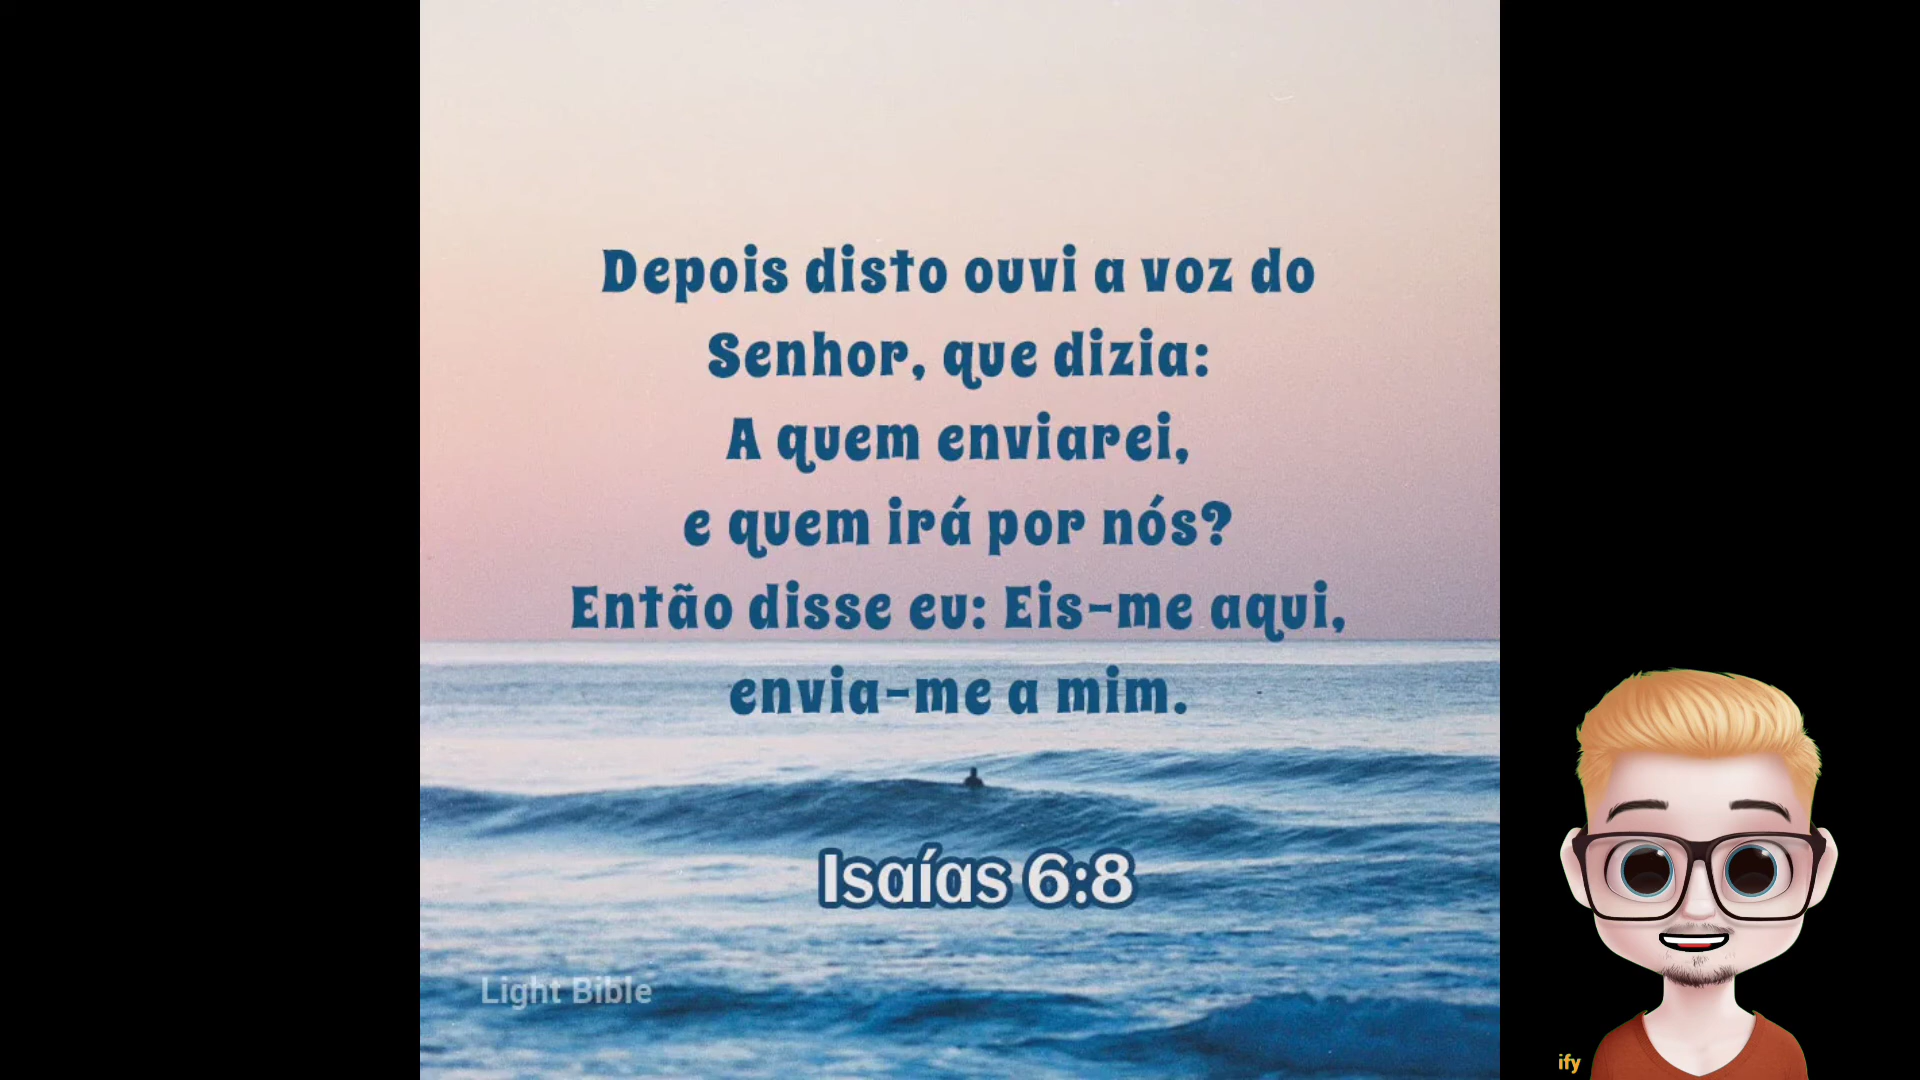 Depois disto ouvi a voz do
Senhor, que dizia:
A quem enviarei,
e quem irá por nós?
Então disse eu: Eis-me aqui,
envia-me a mim.
Isaías 6:8
Light Bible
ify